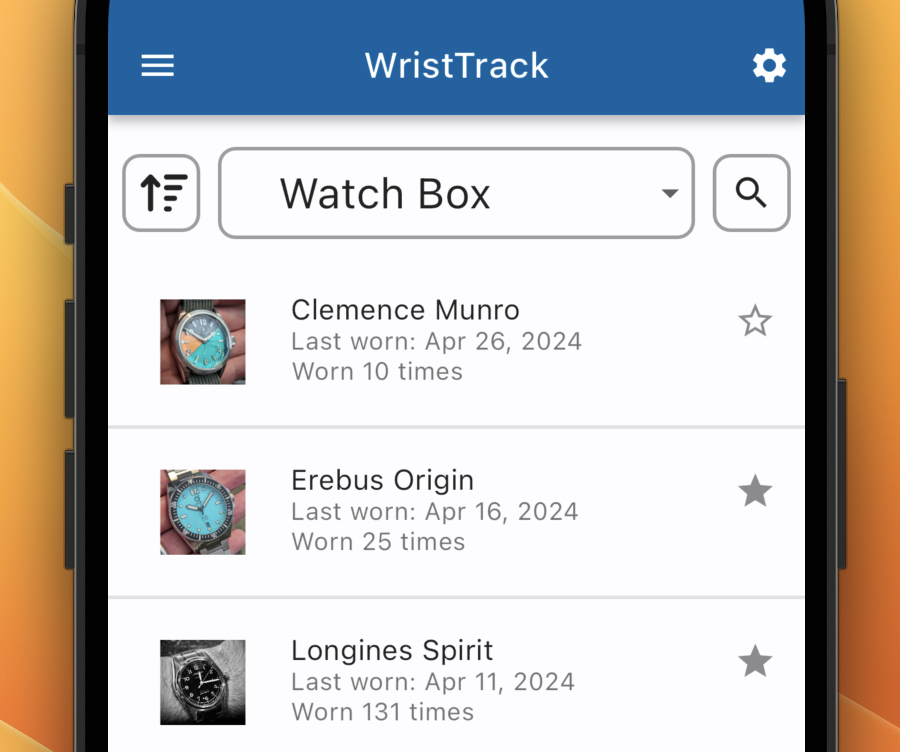 WristTrack
Watch Box
Clemence Munro
Last worn: Apr 26, 2024
Worn 10 times
Erebus Origin
Last worn: Apr 16, 2024
Worn 25 times
Longines Spirit
Last worn: Apr 11, 2024
Worn 131 times